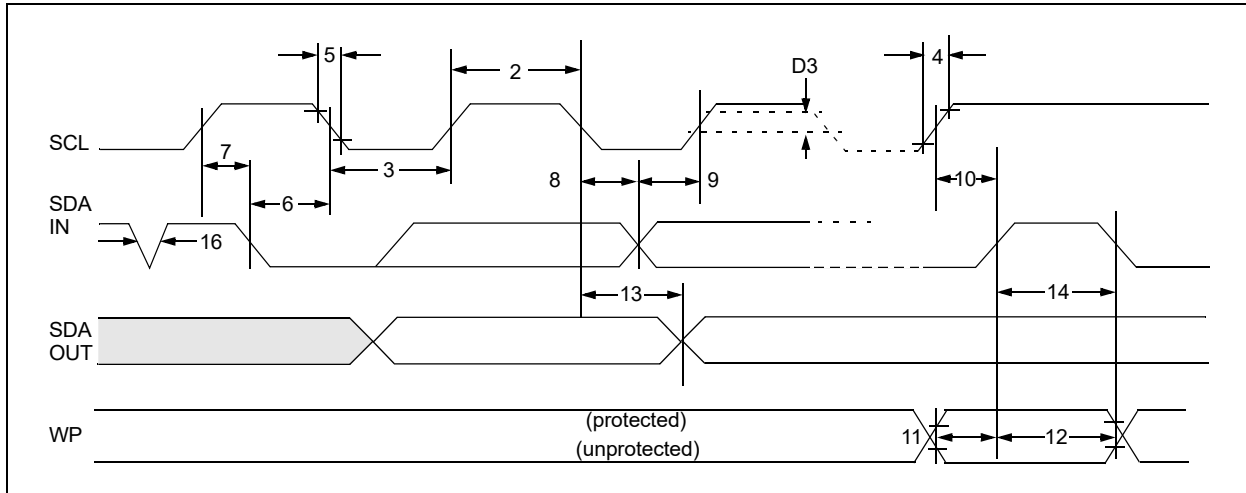 5
2
D3
4
SCL
7
3
8
9
10
SDA
IN
6
16
13
14
SDA
OUT
WP
(protected)
(unprotected)
11
12